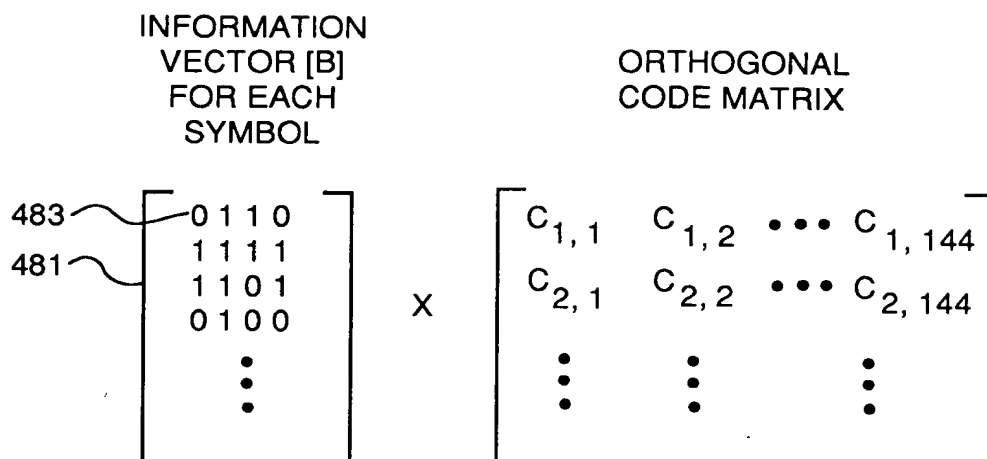 INFORMATION
VECTOR [B]
FOR EACH
SYMBOL
ORTHOGONAL
CODE MATRIX
483
0 1 1 0
C1, 1 C1, 2 ••• C1, 144
481
1 1 1 1
1 1 0 1
X
C2, 1 C2, 2 ••• C2, 144
0 1 0 0